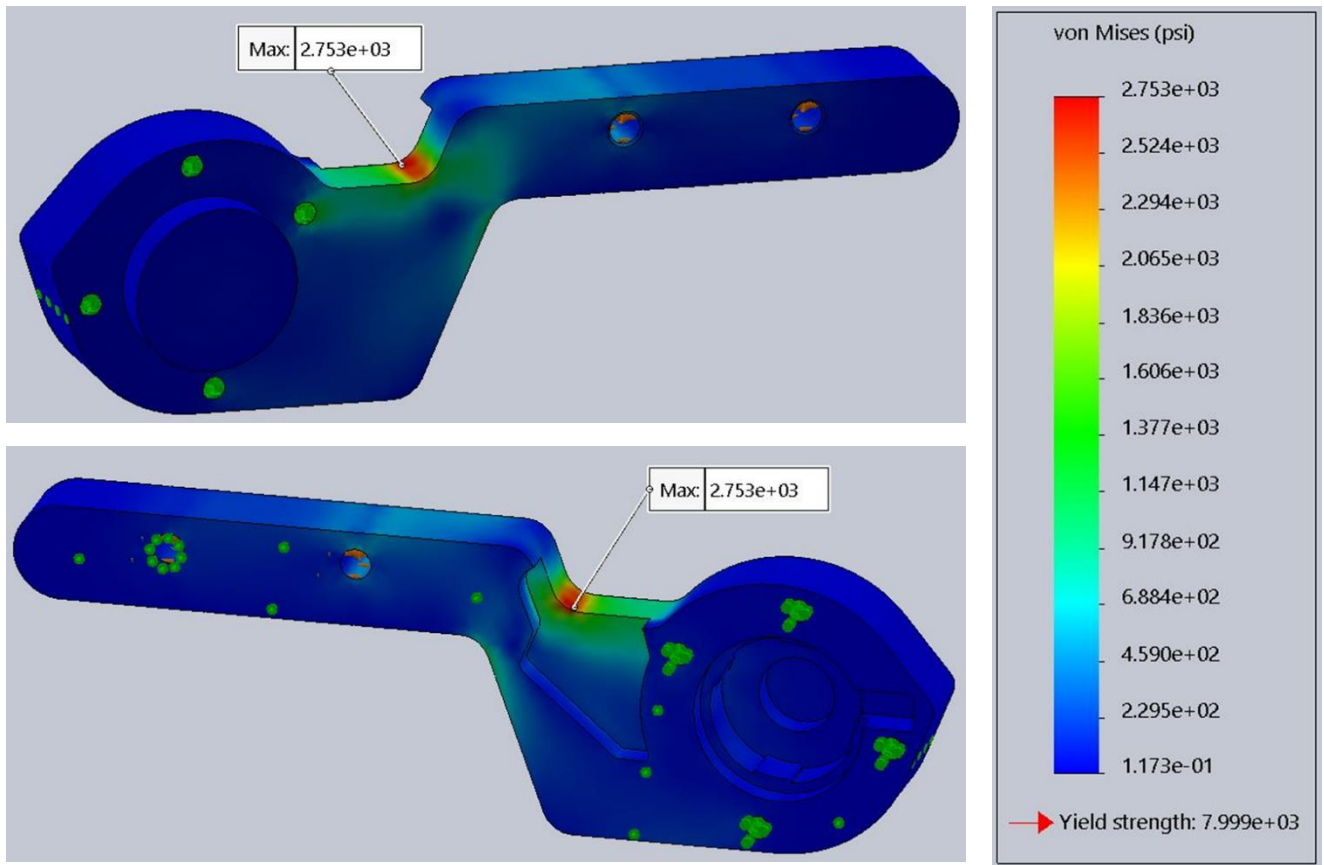 Max: 2.753e+03
Max: 2.753e+03
von Mises (psi)
2.753e+03
2.524e+03
2.294e+03
2.065e+03
1.836e+03
1.606e+03
1.377e+03
1.147e+03
9.178e+02
6.884e+02
4.590e+02
2.295e+02
1.173e-01
Yield strength: 7.999e+03